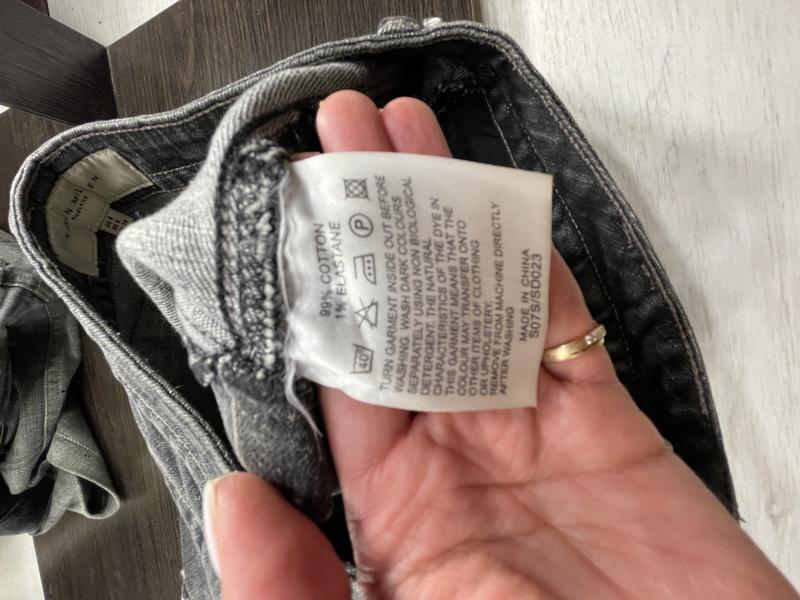 99% COTTON
1% ELASTANE
40
P
TURN GARMENT INSIDE OUT BEFORE
WASHING. WASH DARK COLOURS
SEPARATELY USING NON BIOLOGICAL
DETERGENT. THE NATURAL
CHARACTERISTICS OF THE DYE IN
THIS GARMENT MEANS THAT THE
COLOUR MAY TRANSFER ONTO
OTHER ITEMS OF CLOTHING
OR UPHOLSTERY.
REMOVE FROM MACHINE DIRECTLY
AFTER WASHING
MADE IN CHINA
S07S/SD023